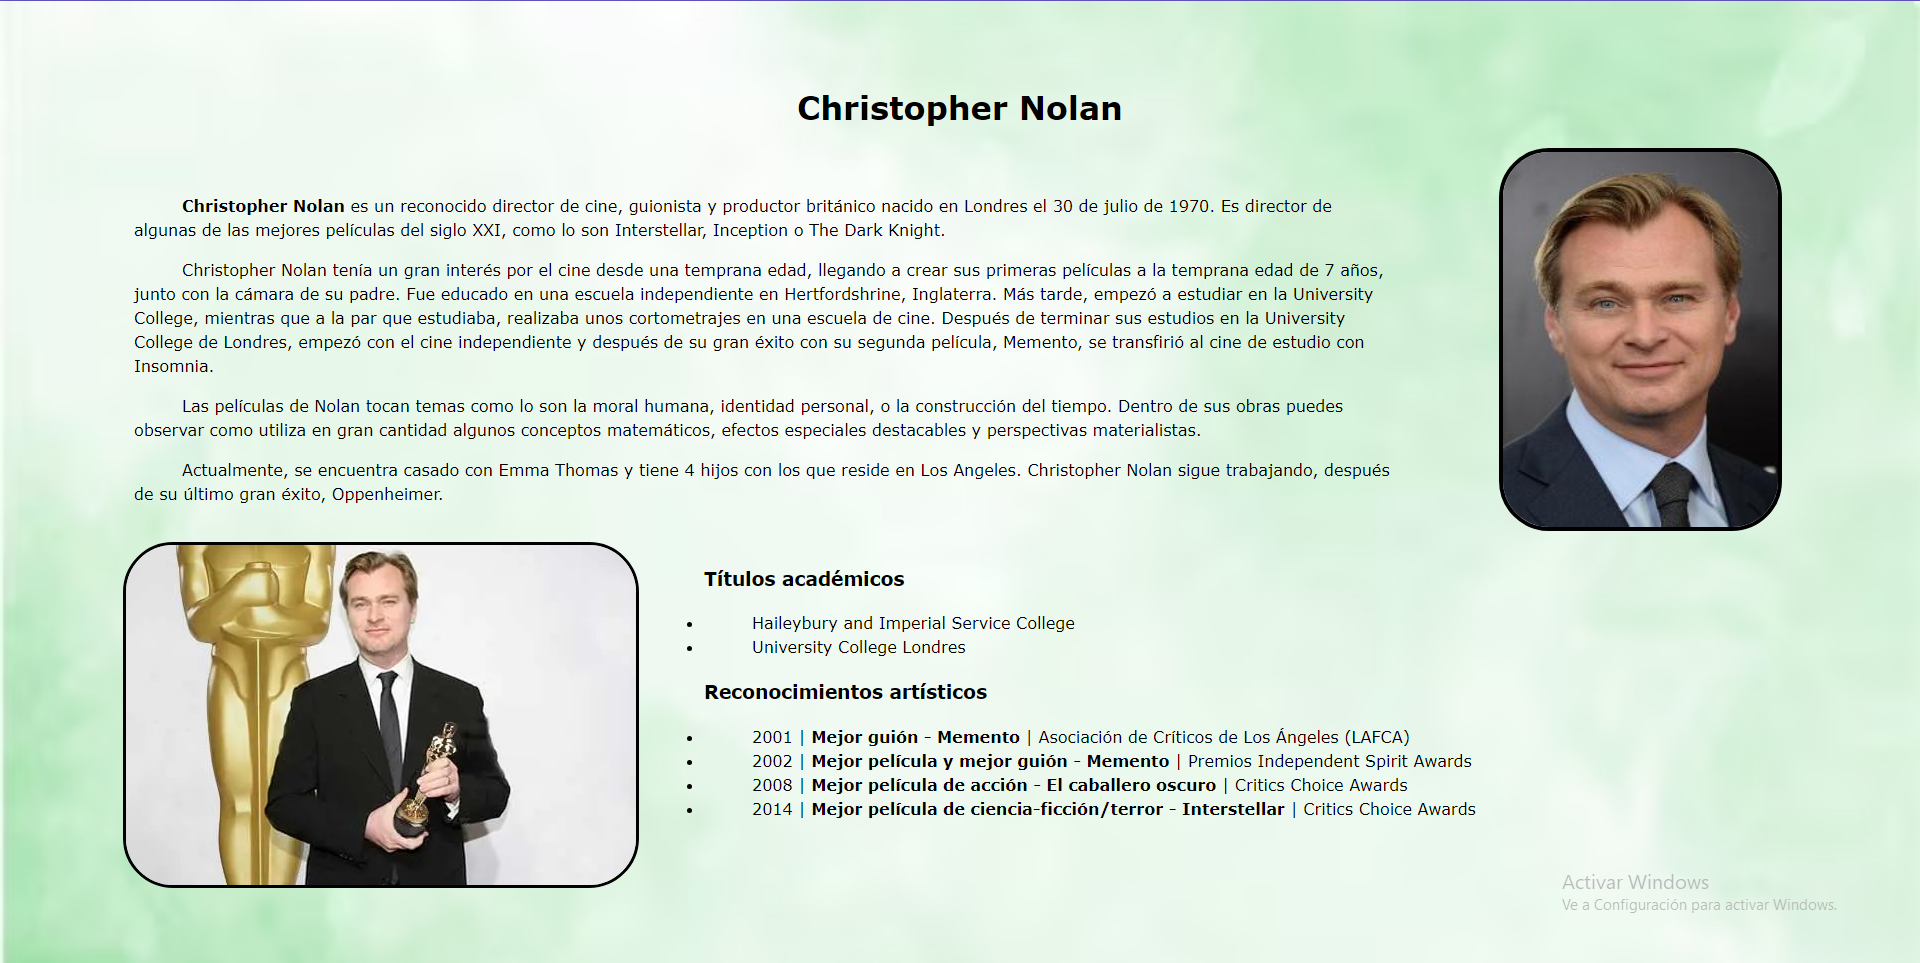 Christopher Nolan
Christopher Nolan es un reconocido director de cine, guionista y productor británico nacido en Londres el 30 de julio de 1970. Es director de
algunas de las mejores películas del siglo XXI, como lo son Interstellar, Inception o The Dark Knight.
Christopher Nolan tenía un gran interés por el cine desde una temprana edad, llegando a crear sus primeras películas a la temprana edad de 7 años,
junto con la cámara de su padre. Fue educado en una escuela independiente en Hertfordshrine, Inglaterra. Más tarde, empezó a estudiar en la University
College, mientras que a la par que estudiaba, realizaba unos cortometrajes en una escuela de cine. Después de terminar sus estudios en la University
College de Londres, empezó con el cine independiente y después de su gran éxito con su segunda película, Memento, se transfirió al cine de estudio con
Insomnia.
Las películas de Nolan tocan temas como lo son la moral humana, identidad personal, o la construcción del tiempo. Dentro de sus obras puedes
observar como utiliza en gran cantidad algunos conceptos matemáticos, efectos especiales destacables y perspectivas materialistas.
Actualmente, se encuentra casado con Emma Thomas y tiene 4 hijos con los que reside en Los Angeles. Christopher Nolan sigue trabajando, después
de su último gran éxito, Oppenheimer.
Títulos académicos
• Haileybury and Imperial Service College
• University College Londres
Reconocimientos artísticos
• 2001 | Mejor guión - Memento | Asociación de Críticos de Los Ángeles (LAFCA)
• 2002 | Mejor película y mejor guión - Memento | Premios Independent Spirit Awards
• 2008 | Mejor película de acción - El caballero oscuro | Critics Choice Awards
• 2014 | Mejor película de ciencia-ficción/terror - Interstellar | Critics Choice Awards
Activar Windows
Ve a Configuración para activar Windows.